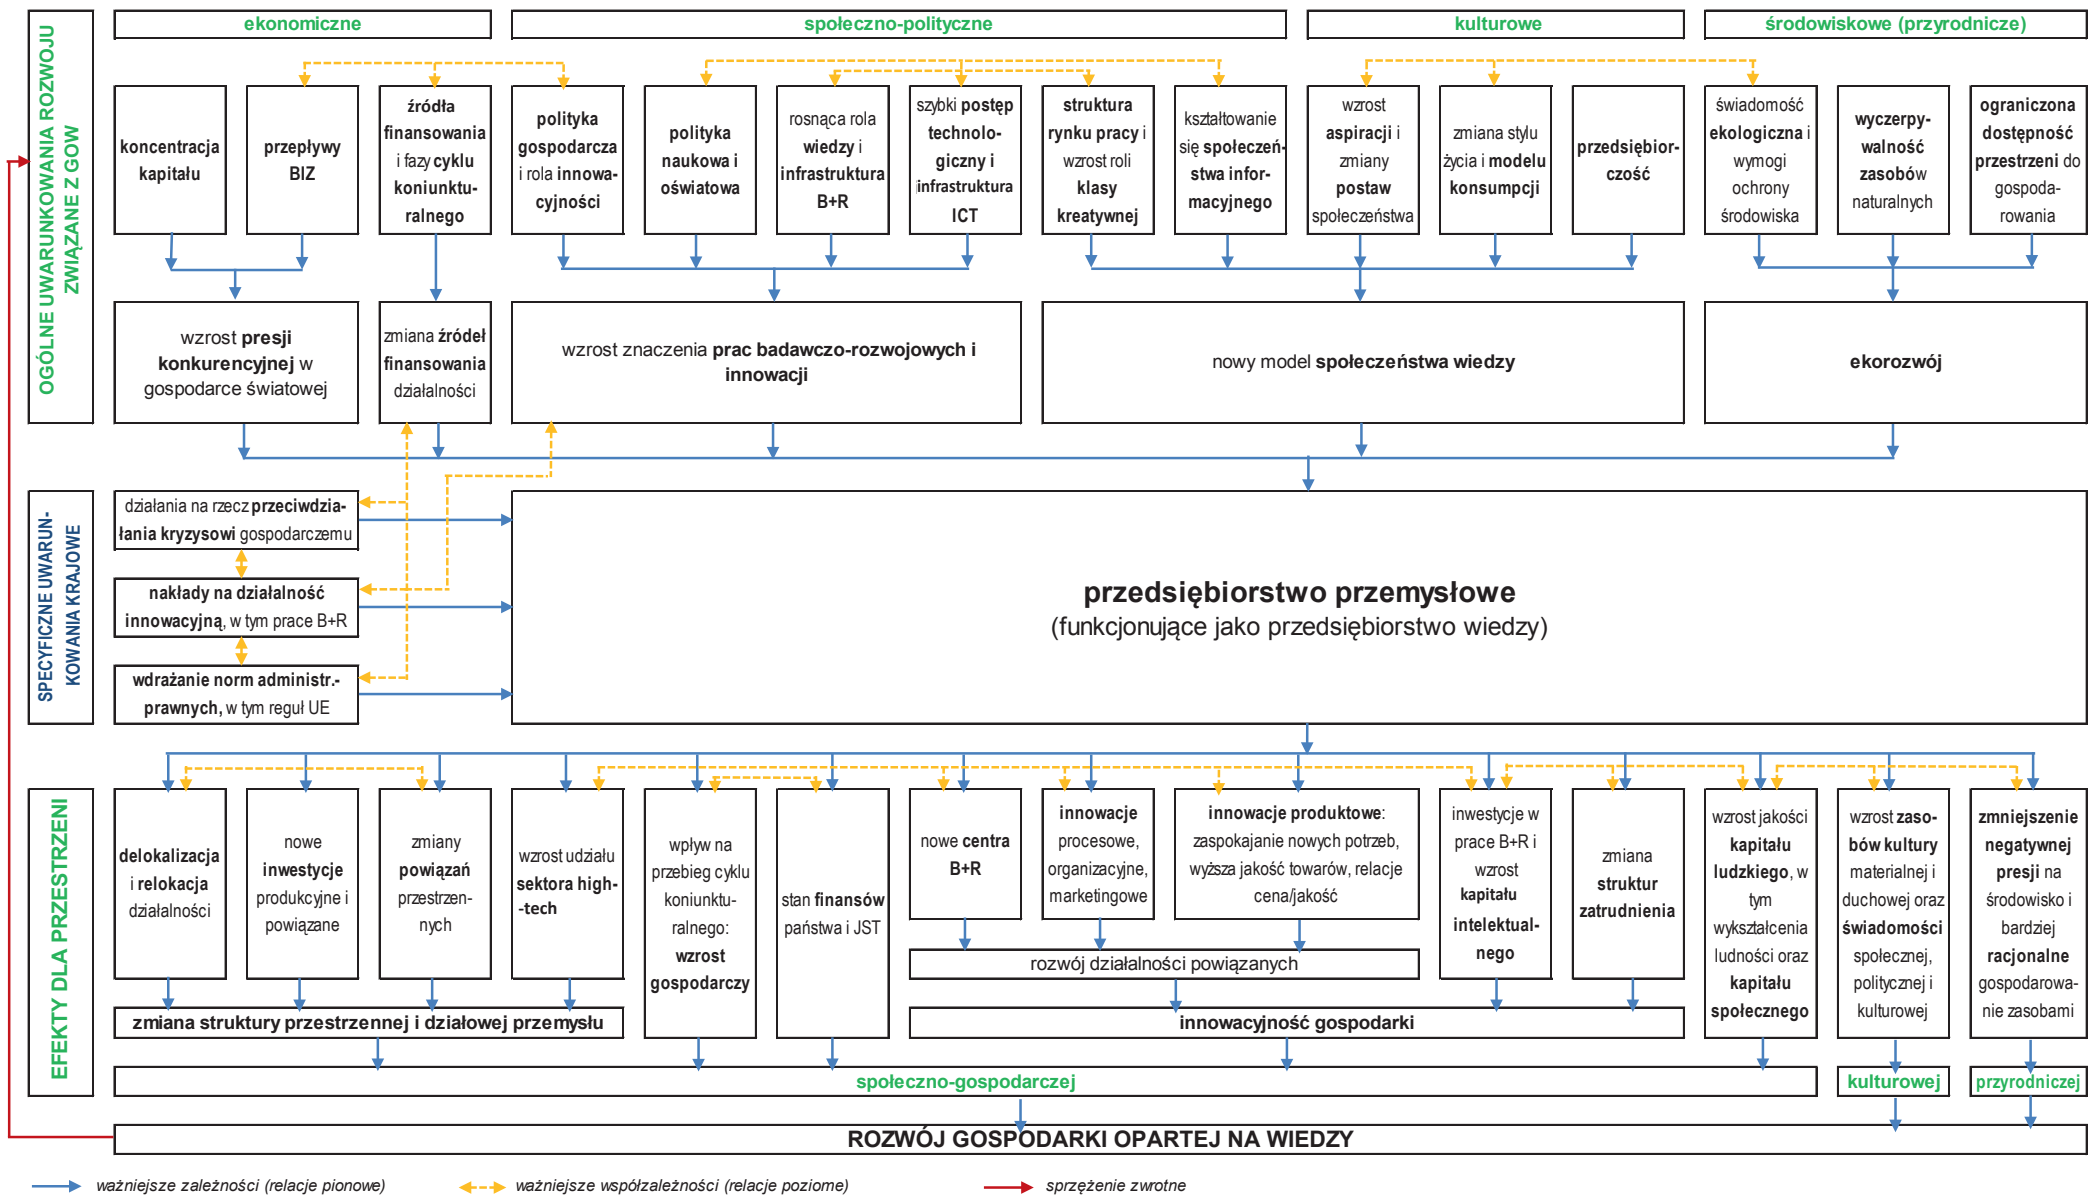 ekonomiczne
społeczno-polityczne
kulturowe
środowiskowe (przyrodnicze)
OGÓLNE UWARUNKOWANIA ROZWOJU
ZWIĄZANE Z GOW
koncentracja
kapitału
przepływy
BIZ
źródła
finansowania
i fazy cyklu
koniunktu-
ralnego
polityka
gospodarcza
i rola innowa-
cyjności
polityka
naukowa i
oświatowa
rosnąca rola
wiedzy i
infrastruktura
B+R
szybki postęp
technolo-
giczny i
infrastruktura
ICT
struktura
rynku pracy i
wzrost roli
klasy
kreatywnej
kształtowanie
się społeczeń-
stwa infor-
macyjnego
wzrost
aspiracji i
zmiany
postaw
społeczeństwa
zmiana stylu
życia i modelu
konsumpcji
przedsiębior-
czość
świadomość
ekologiczna i
wymogi
ochrony
środowiska
wyczerpy-
walność
zasobów
naturalnych
ograniczona
dostępność
przestrzeni do
gospoda-
rowania
wzrost presji
konkurencyjnej w
gospodarce światowej
zmiana źródeł
finansowania
działalności
wzrost znaczenia prac badawczo-rozwojowych i
innowacji
nowy model społeczeństwa wiedzy
ekorozwój
SPECYFICZNE UWARUN-
KOWANIA KRAJOWE
działania na rzecz przeciwdzia-
łania kryzysowi gospodarczemu
nakłady na działalność
innowacyjną, w tym prace B+R
wdrażanie norm administr.-
prawnych, w tym reguł UE
przedsiębiorstwo przemysłowe
(funkcjonujące jako przedsiębiorstwo wiedzy)
EFEKTY DLA PRZESTRZENI
delokalizacja
i relokacja
działalności
nowe
inwestycje
produkcyjne i
powiązane
zmiany
powiązań
przestrzen-
nych
wzrost udziału
sektora high-
-tech
wpływ na
przebieg cyklu
koniunktu-
ralnego:
wzrost
gospodarczy
stan finansów
państwa i JST
nowe centra
B+R
innowacje
procesowe,
organizacyjne,
marketingowe
innowacje produktowe:
zaspokajanie nowych potrzeb,
wyższa jakość towarów, relacje
cena/jakość
inwestycje w
prace B+R i
wzrost
kapitału
intelektual-
nego
zmiana
struktur
zatrudnienia
wzrost jakości
kapitału
ludzkiego, w
tym
wykształcenia
ludności oraz
kapitału
społecznego
wzrost zaso-
bów kultury
materialnej i
duchowej oraz
świadomości
społecznej,
politycznej i
kulturowej
zmniejszenie
negatywnej
presji na
środowisko i
bardziej
racjonalne
gospodarowa-
nie zasobami
rozwój działalności powiązanych
zmiana struktury przestrzennej i działowej przemysłu
innowacyjność gospodarki
społeczno-gospodarczej
kulturowej
przyrodniczej
ROZWÓJ GOSPODARKI OPARTEJ NA WIEDZY
ważniejsze zależności (relacje pionowe)
ważniejsze współzależności (relacje poziome)
sprzężenie zwrotne